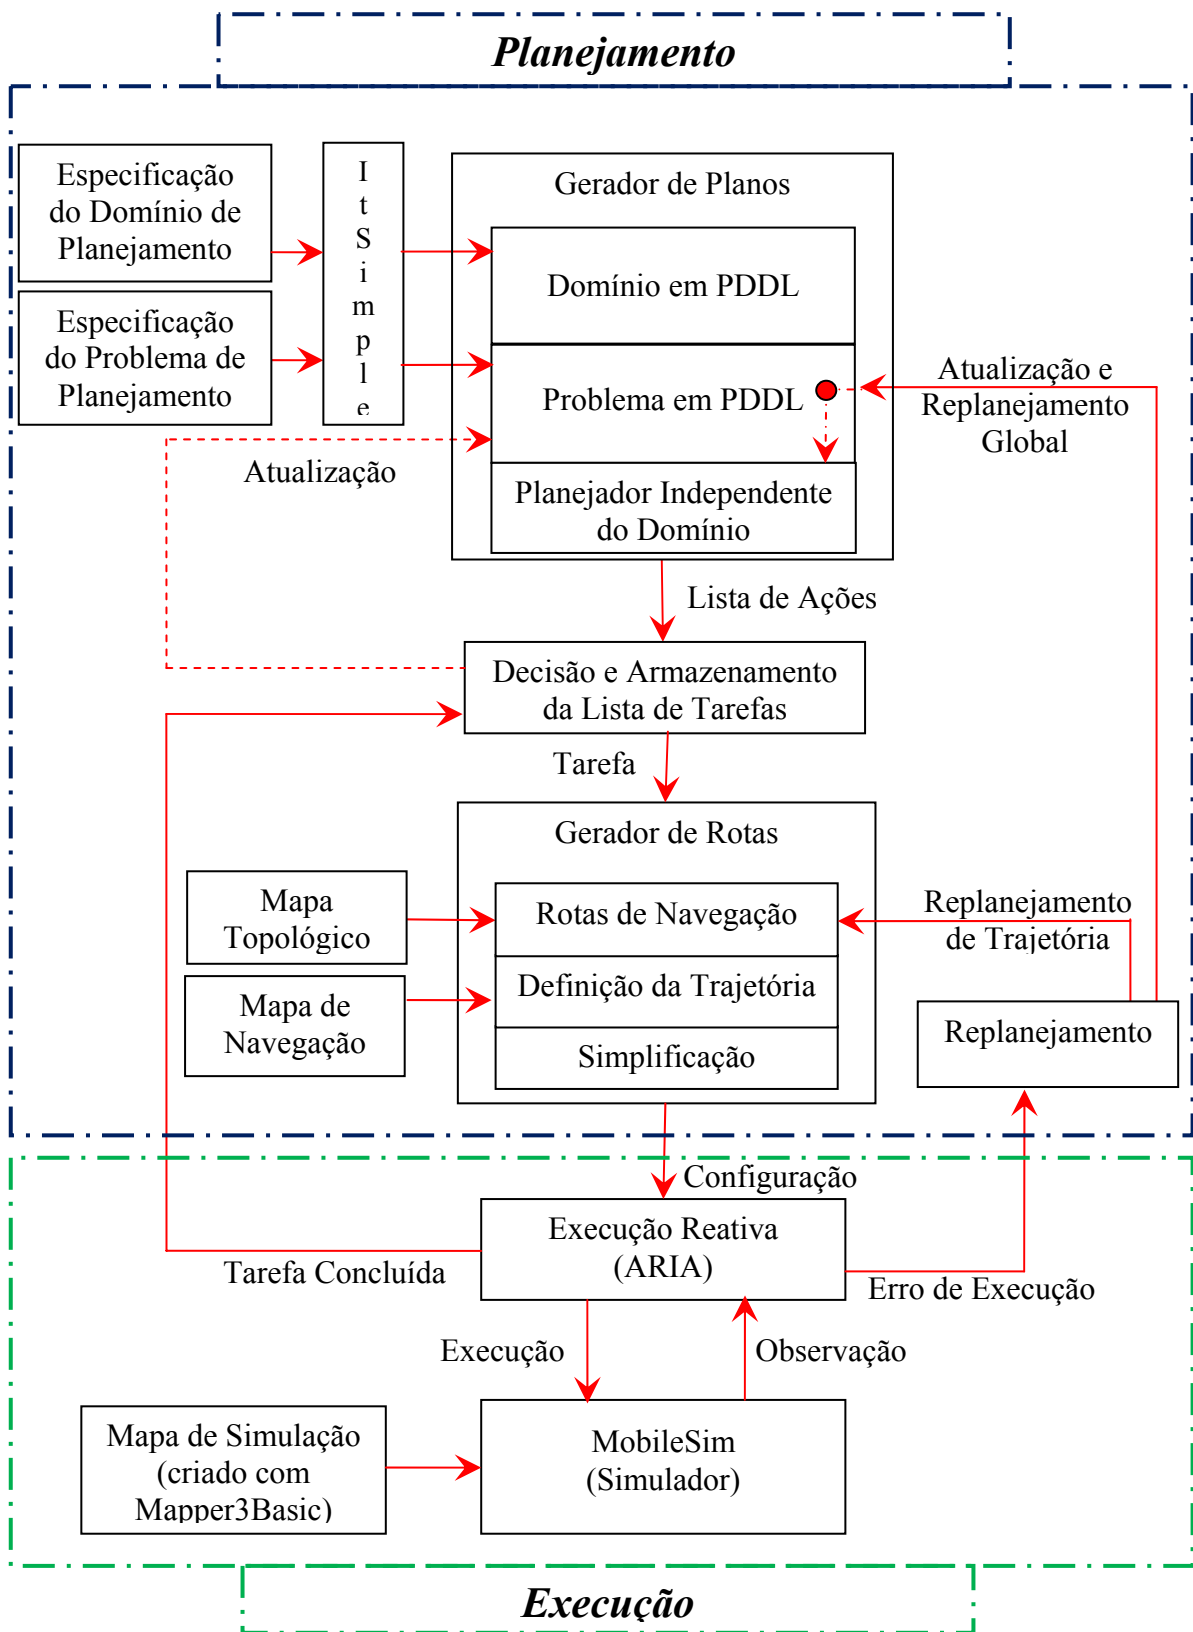 Planejamento
Especificação
do Domínio de
Planejamento
Especificação
do Problema de
Planejamento
I
t
S
i
m
p
l
e
Gerador de Planos
Domínio em PDDL
Problema em PDDL
Planejador Independente
do Domínio
Atualização e
Replanejamento
Global
Atualização
Lista de Ações
Decisão e Armazenamento
da Lista de Tarefas
Tarefa
Gerador de Rotas
Mapa
Topológico
Rotas de Navegação
Replanejamento
de Trajetória
Mapa de
Navegação
Definição da Trajetória
Simplificação
Replanejamento
Configuração
Execução Reativa
(ARIA)
Tarefa Concluída
Erro de Execução
Execução
Observação
Mapa de Simulação
(criado com
Mapper3Basic)
MobileSim
(Simulador)
Execução